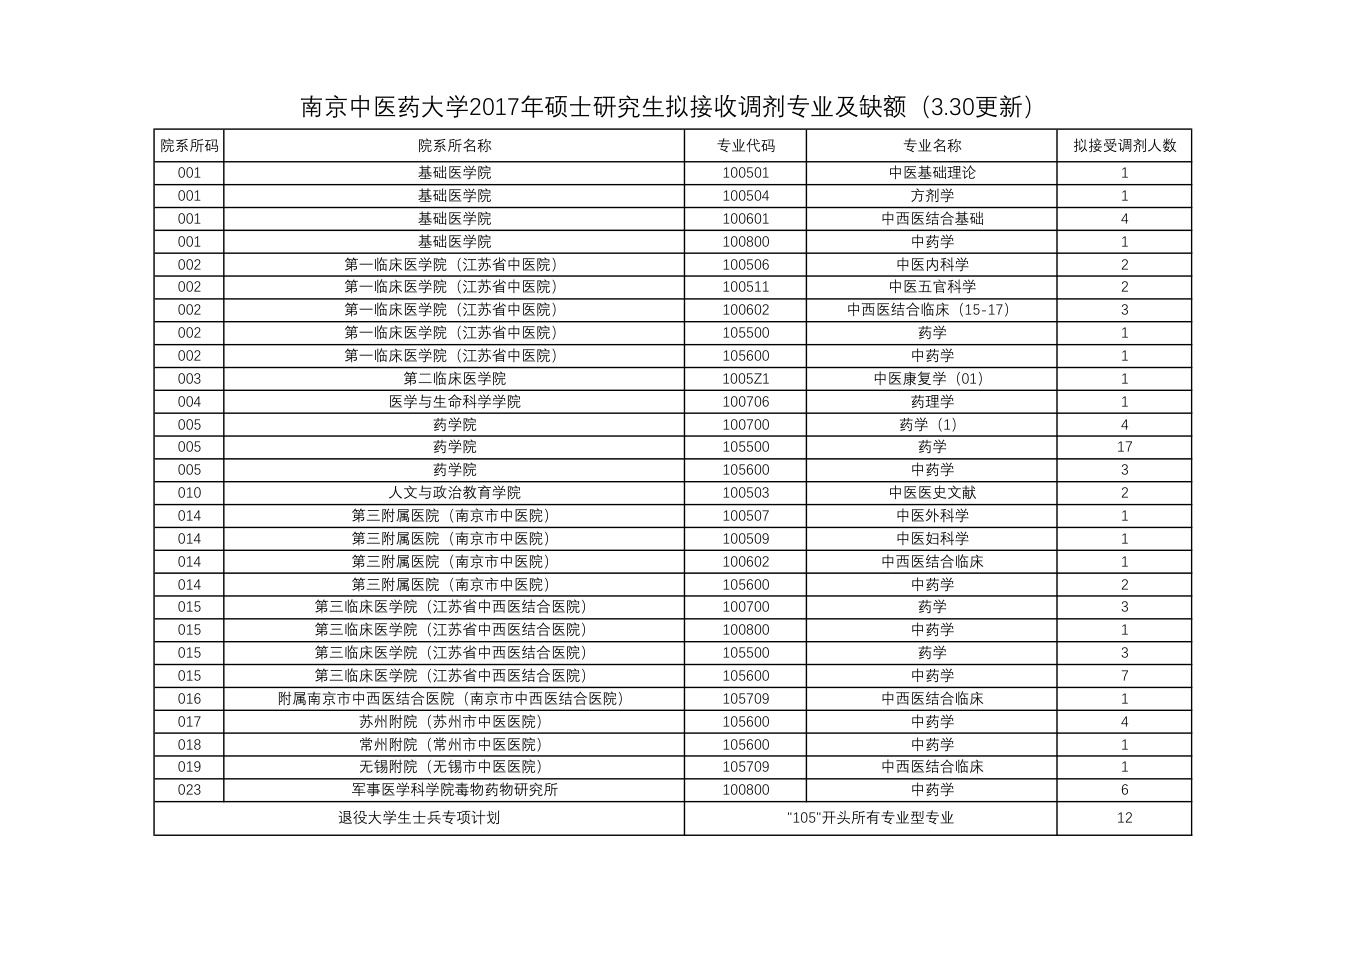 南京中医药大学2017年硕士研究生拟接收调剂专业及缺额（3.30更新）
院系所码 院系所名称 专业代码 专业名称 拟接受调剂人数
001 基础医学院 100501 中医基础理论 1
001 基础医学院 100504 方剂学 1
001 基础医学院 100601 中西医结合基础 4
001 基础医学院 100800 中药学 1
002 第一临床医学院（江苏省中医院） 100506 中医内科学 2
002 第一临床医学院（江苏省中医院） 100511 中医五官科学 2
002 第一临床医学院（江苏省中医院） 100602 中西医结合临床（15-17） 3
002 第一临床医学院（江苏省中医院） 105500 药学 1
002 第一临床医学院（江苏省中医院） 105600 中药学 1
003 第二临床医学院 1005Z1 中医康复学（01） 1
004 医学与生命科学学院 100706 药理学 1
005 药学院 100700 药学（1） 4
005 药学院 105500 药学 17
005 药学院 105600 中药学 3
010 人文与政治教育学院 100503 中医医史文献 2
014 第三附属医院（南京市中医院） 100507 中医外科学 1
014 第三附属医院（南京市中医院） 100509 中医妇科学 1
014 第三附属医院（南京市中医院） 100602 中西医结合临床 1
014 第三附属医院（南京市中医院） 105600 中药学 2
015 第三临床医学院（江苏省中西医结合医院） 100700 药学 3
015 第三临床医学院（江苏省中西医结合医院） 100800 中药学 1
015 第三临床医学院（江苏省中西医结合医院） 105500 药学 3
015 第三临床医学院（江苏省中西医结合医院） 105600 中药学 7
016 附属南京市中西医结合医院（南京市中西医结合医院） 105709 中西医结合临床 1
017 苏州附院（苏州市中医医院） 105600 中药学 4
018 常州附院（常州市中医医院） 105600 中药学 1
019 无锡附院（无锡市中医医院） 105709 中西医结合临床 1
023 军事医学科学院毒物药物研究所 100800 中药学 6
退役大学生士兵专项计划 "105"开头所有专业型专业 12